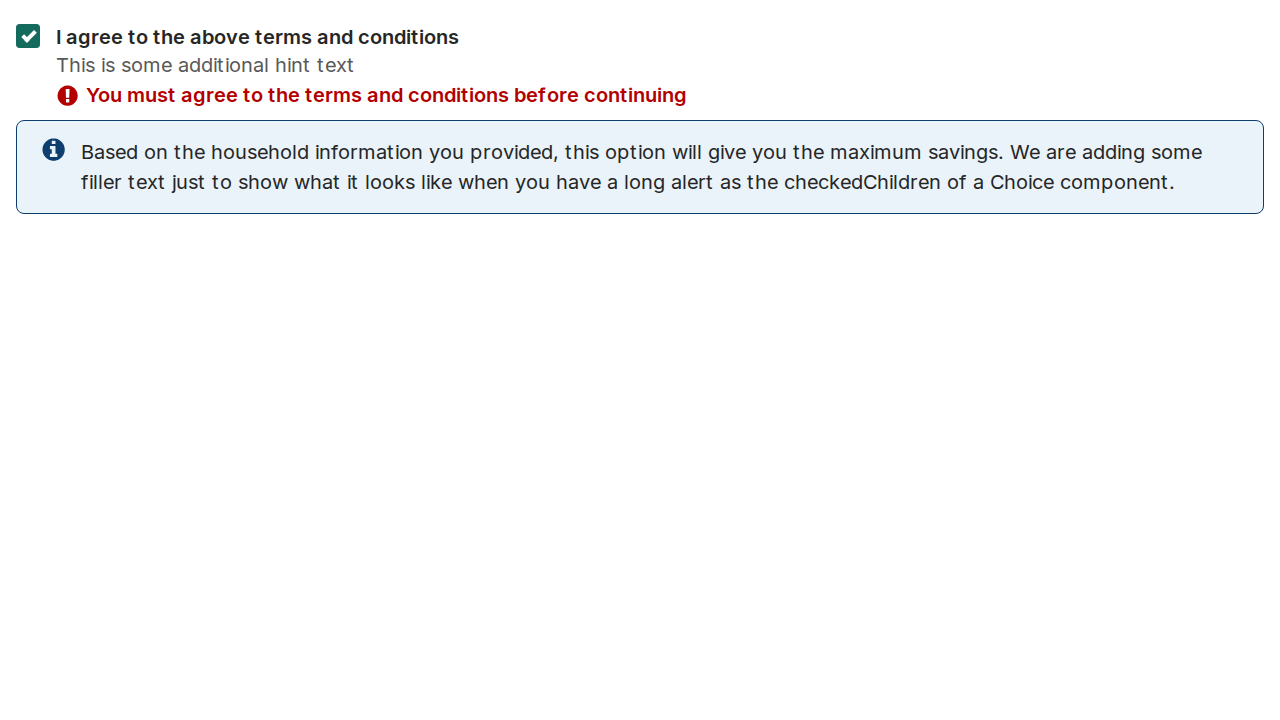 I agree to the above terms and conditions
This is some additional hint text
You must agree to the terms and conditions before continuing
Based on the household information you provided, this option will give you the maximum savings. We are adding some
filler text just to show what it looks like when you have a long alert as the checkedChildren of a Choice component.